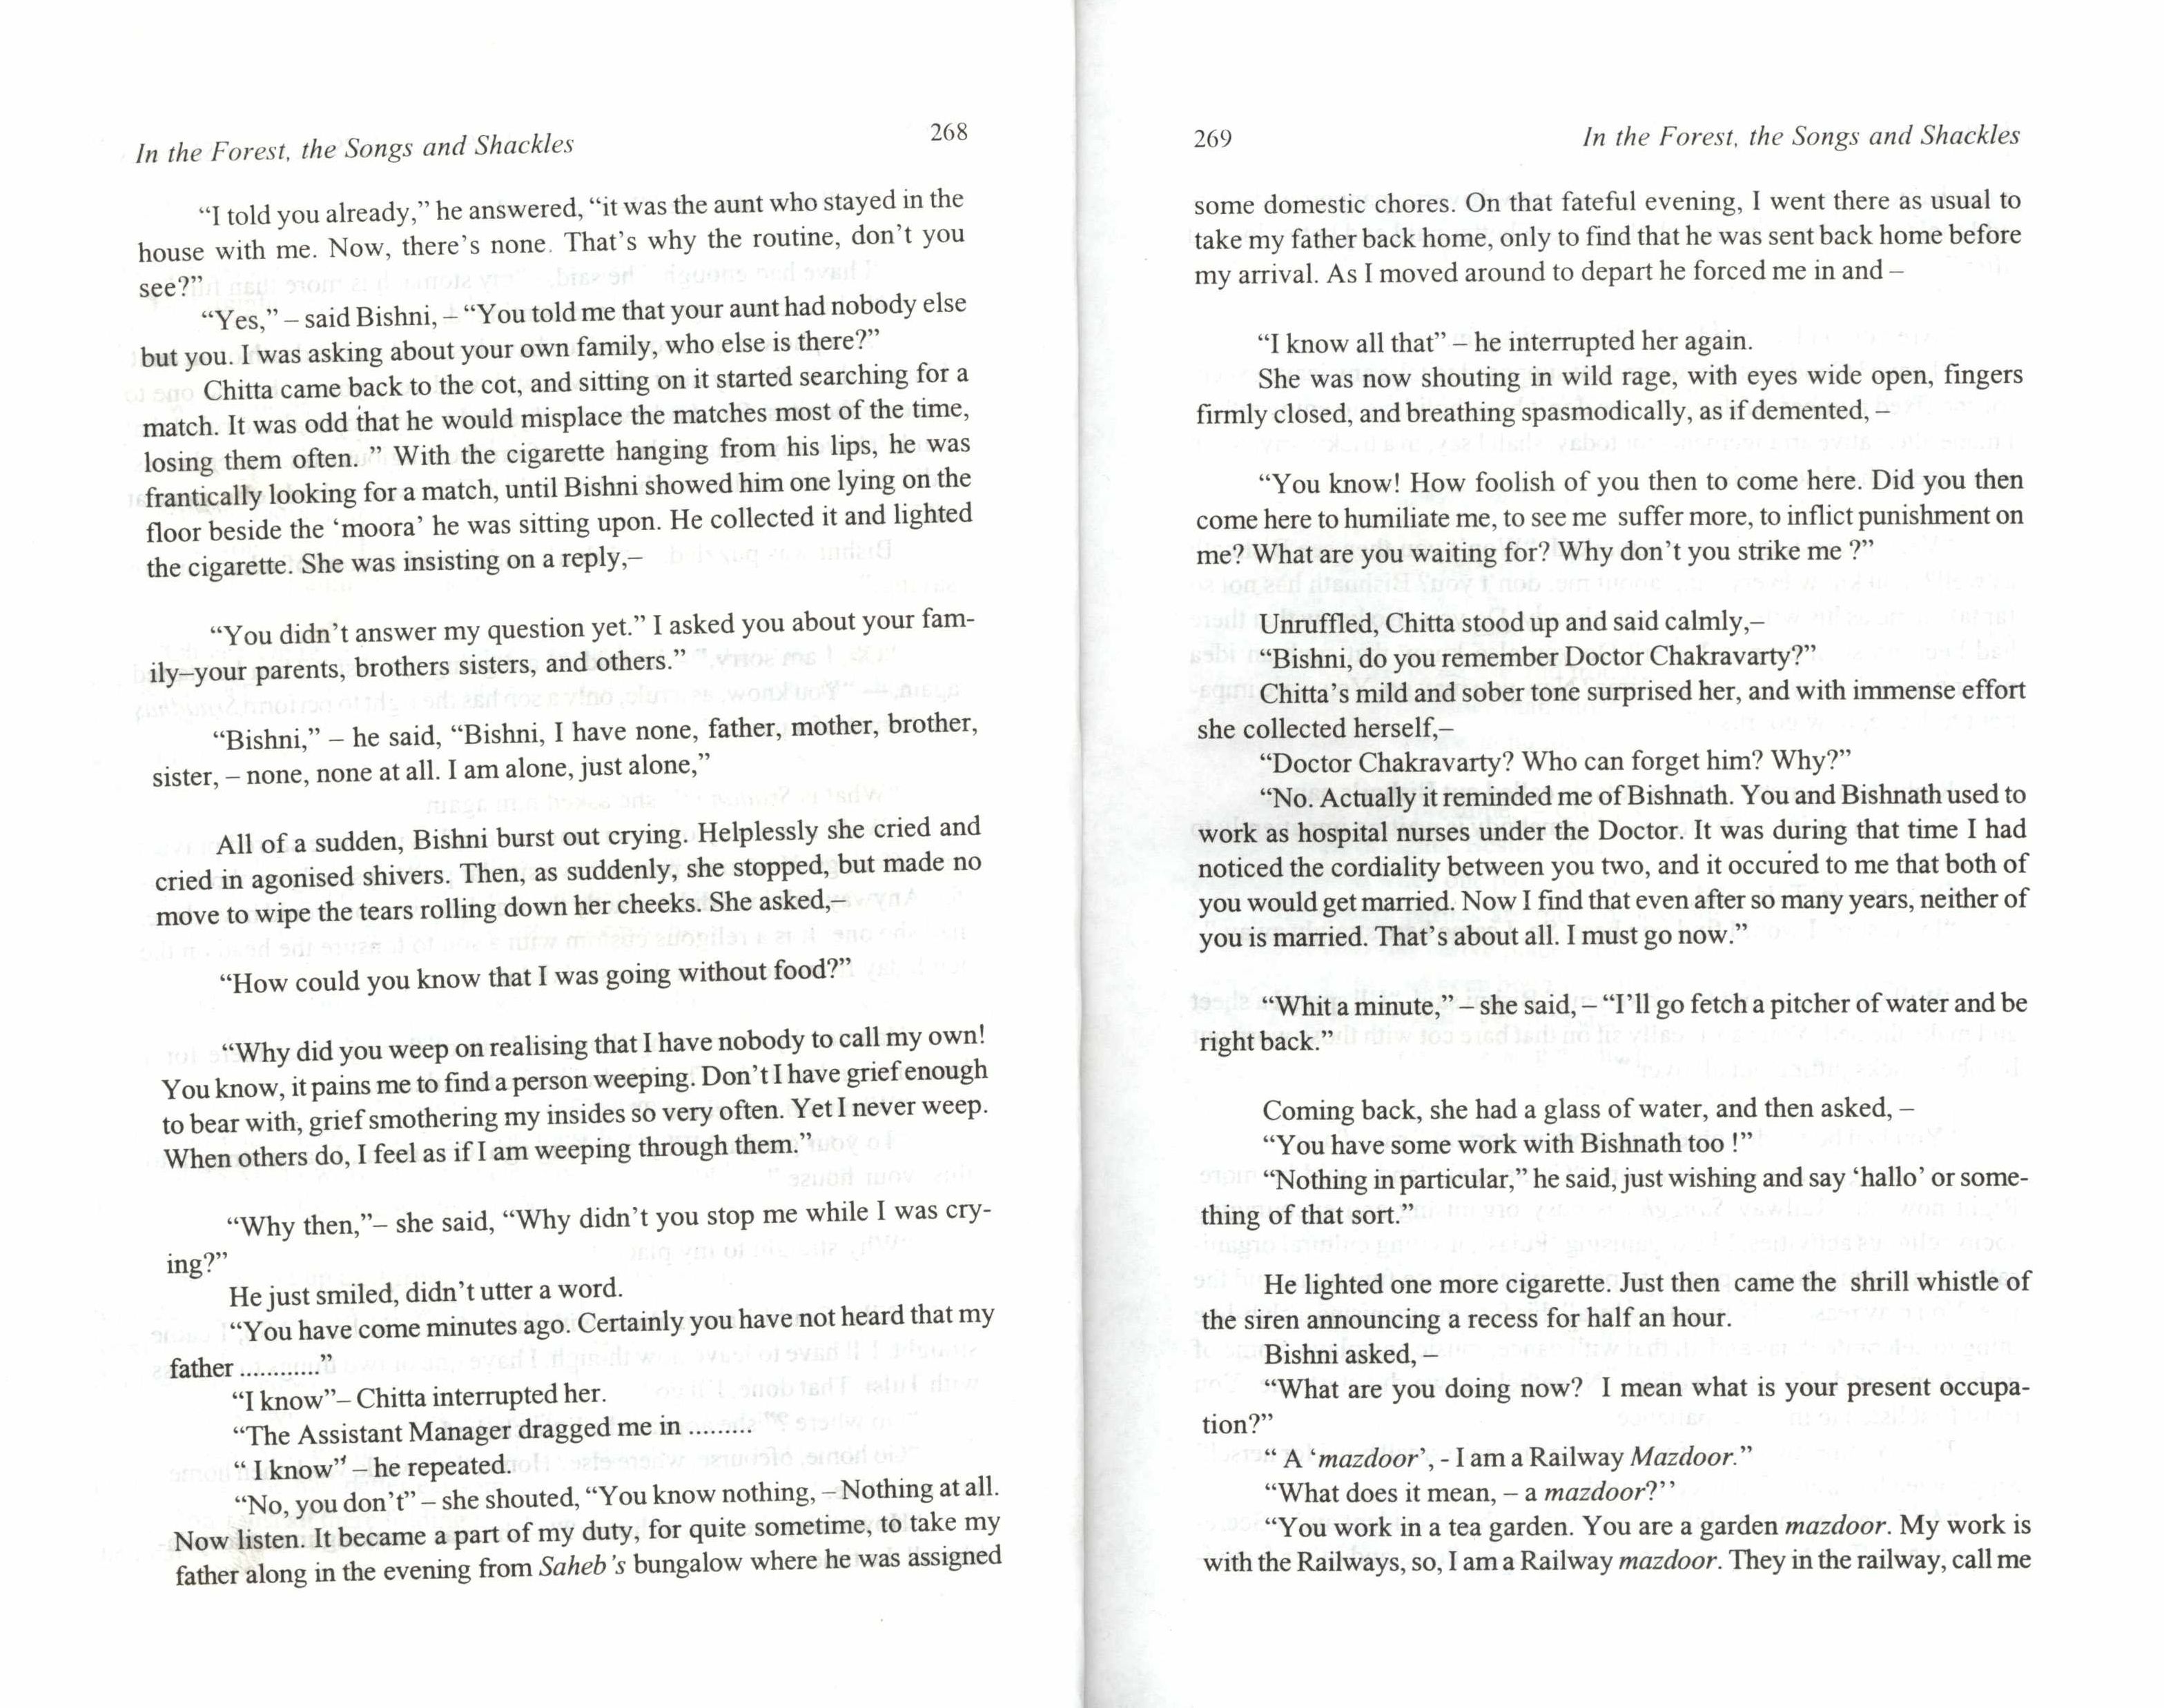 In the Forest, the Songs and Shackles 268
“I told you already,” he answered, “it was the aunt who stayed in the
house with me. Now, there’s none. That’s why the routine, don’t you
see?”
“Yes,” – said Bishni, – “You told me that your aunt had nobody else
but you. I was asking about your own family, who else is there?”
Chitta came back to the cot, and sitting on it started searching for a
match. It was odd that he would misplace the matches most of the time,
losing them often. ” With the cigarette hanging from his lips, he was
frantically looking for a match, until Bishni showed him one lying on the
floor beside the ‘moora’ he was sitting upon. He collected it and lighted
the cigarette. She was insisting on a reply,–
“You didn’t answer my question yet.” I asked you about your fam-
ily–your parents, brothers sisters, and others.”
“Bishni,” – he said, “Bishni, I have none, father, mother, brother,
sister, – none, none at all. I am alone, just alone,”
All of a sudden, Bishni burst out crying. Helplessly she cried and
cried in agonised shivers. Then, as suddenly, she stopped, but made no
move to wipe the tears rolling down her cheeks. She asked,–
“How could you know that I was going without food?”
“Why did you weep on realising that I have nobody to call my own!
You know, it pains me to find a person weeping. Don’t I have grief enough
to bear with, grief smothering my insides so very often. Yet I never weep.
When others do, I feel as if I am weeping through them.”
“Why then,”– she said, “Why didn’t you stop me while I was cry-
ing?”
He just smiled, didn’t utter a word.
“You have come minutes ago. Certainly you have not heard that my
father ............”
“I know”– Chitta interrupted her.
“The Assistant Manager dragged me in .........
“ I know” – he repeated.
“No, you don’t” – she shouted, “You know nothing, – Nothing at all.
Now listen. It became a part of my duty, for quite sometime, to take my
father along in the evening from Saheb’s bungalow where he was assigned
269 In the Forest, the Songs and Shackles
some domestic chores. On that fateful evening, I went there as usual to
take my father back home, only to find that he was sent back home before
my arrival. As I moved around to depart he forced me in and –
“I know all that” – he interrupted her again.
She was now shouting in wild rage, with eyes wide open, fingers
firmly closed, and breathing spasmodically, as if demented, –
“You know! How foolish of you then to come here. Did you then
come here to humiliate me, to see me suffer more, to inflict punishment on
me? What are you waiting for? Why don’t you strike me ?”
Unruffled, Chitta stood up and said calmly,–
“Bishni, do you remember Doctor Chakravarty?”
Chitta’s mild and sober tone surprised her, and with immense effort
she collected herself,–
“Doctor Chakravarty? Who can forget him? Why?”
“No. Actually it reminded me of Bishnath. You and Bishnath used to
work as hospital nurses under the Doctor. It was during that time I had
noticed the cordiality between you two, and it occured to me that both of
you would get married. Now I find that even after so many years, neither of
you is married. That’s about all. I must go now.”
“Whit a minute,” – she said, – “I’ll go fetch a pitcher of water and be
right back.”
Coming back, she had a glass of water, and then asked, –
“You have some work with Bishnath too !”
“Nothing in particular,” he said, just wishing and say ‘hallo’ or some-
thing of that sort.”
He lighted one more cigarette. Just then came the shrill whistle of
the siren announcing a recess for half an hour.
Bishni asked, –
“What are you doing now? I mean what is your present occupa-
tion?”
“ A ‘mazdoor’, - I am a Railway Mazdoor.”
“What does it mean, – a mazdoor?’’
“You work in a tea garden. You are a garden mazdoor. My work is
with the Railways, so, I am a Railway mazdoor. They in the railway, call me